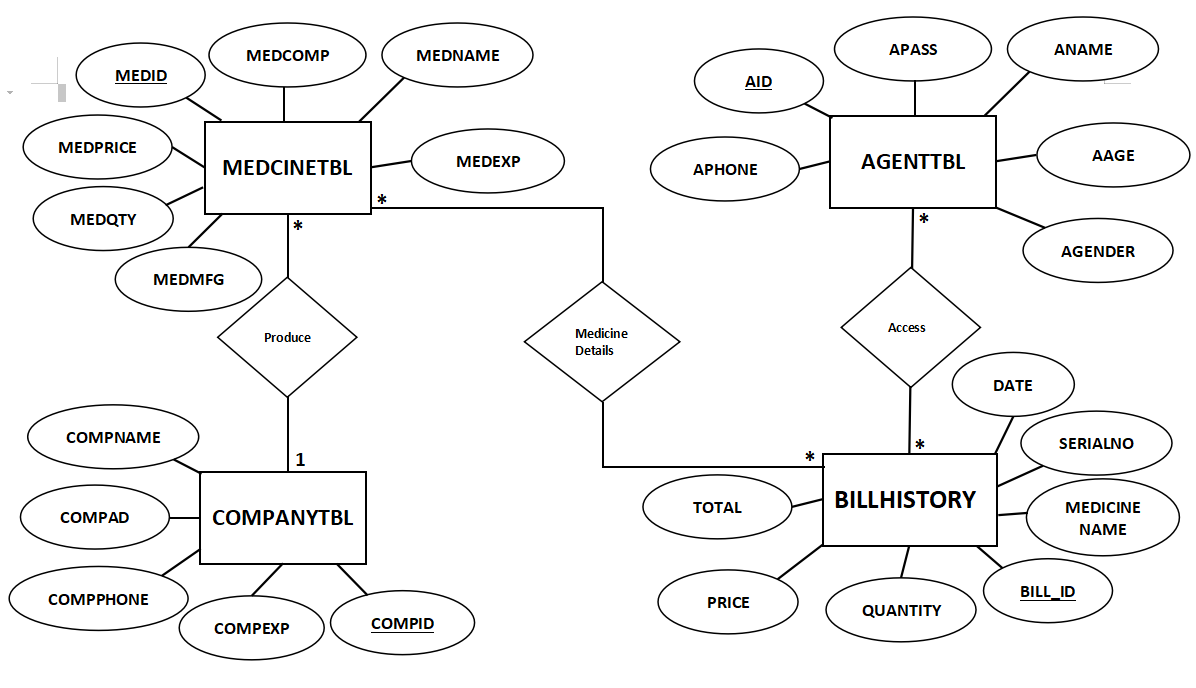 MEDCOMP
MEDNAME
MEDID
MEDPRICE
MEDCINETBL
MEDEXP
MEDQTY
MEDMFG
*
*
APASS
ANAME
AID
APHONE
AGENTTBL
AAGE
AGENDER
*
Produce
Medicine
Details
Access
COMPNAME
1
COMPAD
COMPANYTBL
COMPPHONE
COMPEXP
COMPID
*
*
DATE
SERIALNO
TOTAL
BILLHISTORY
MEDICINE
NAME
PRICE
QUANTITY
BILL_ID